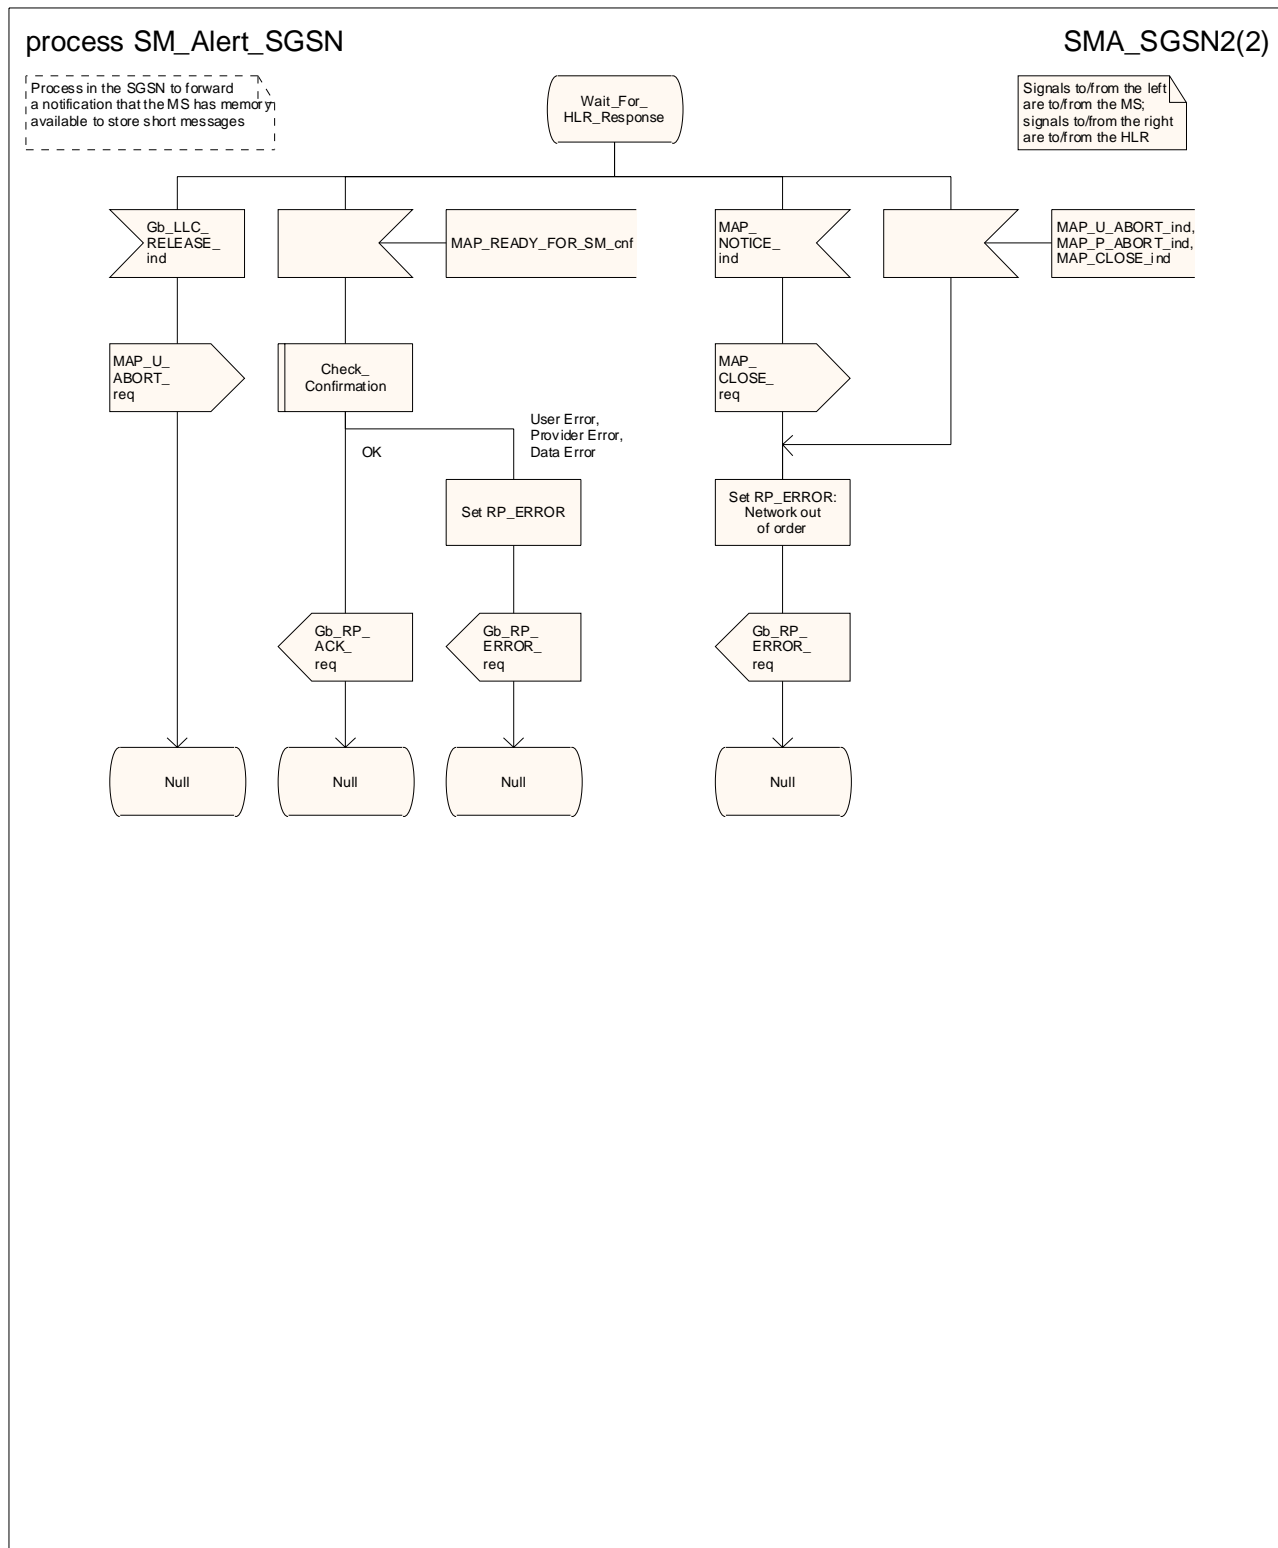 process SM_Alert_SGSN
SMA_SGSN2(2)
Process in the SGSN to forward
a notification that the MS has memory
available to store short messages
Wait_For_
HLR_Response
Signals to/from the left
are to/from the MS;
signals to/from the right
are to/from the HLR
Gb_LLC_
RELEASE_
ind
MAP_READY_FOR_SM_cnf
MAP_
NOTICE_
ind
MAP_U_ABORT_ind,
MAP_P_ABORT_ind,
MAP_CLOSE_ind
MAP_U_
ABORT_
req
Check_
Confirmation
MAP_
CLOSE_
req
OK
User Error,
Provider Error,
Data Error
Set RP_ERROR
Set RP_ERROR:
Network out
of order
Gb_RP_
ACK_
req
Gb_RP_
ERROR_
req
Gb_RP_
ERROR_
req
Null
Null
Null
Null